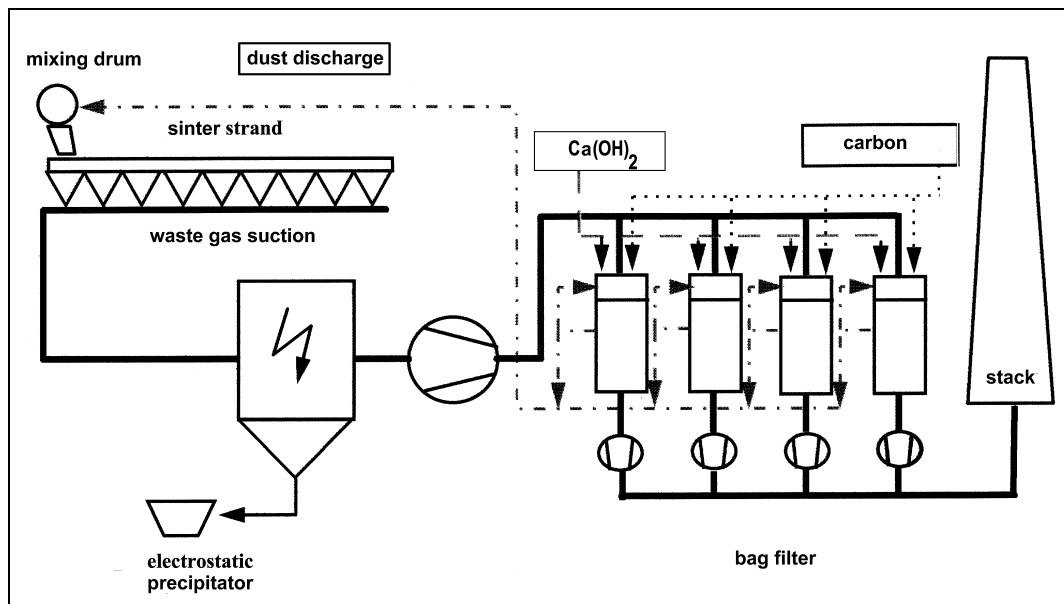 mixing drum
dust discharge
sinter strand
Ca(OH)2
carbon
waste gas suction
stack
electrostatic
precipitator
bag filter